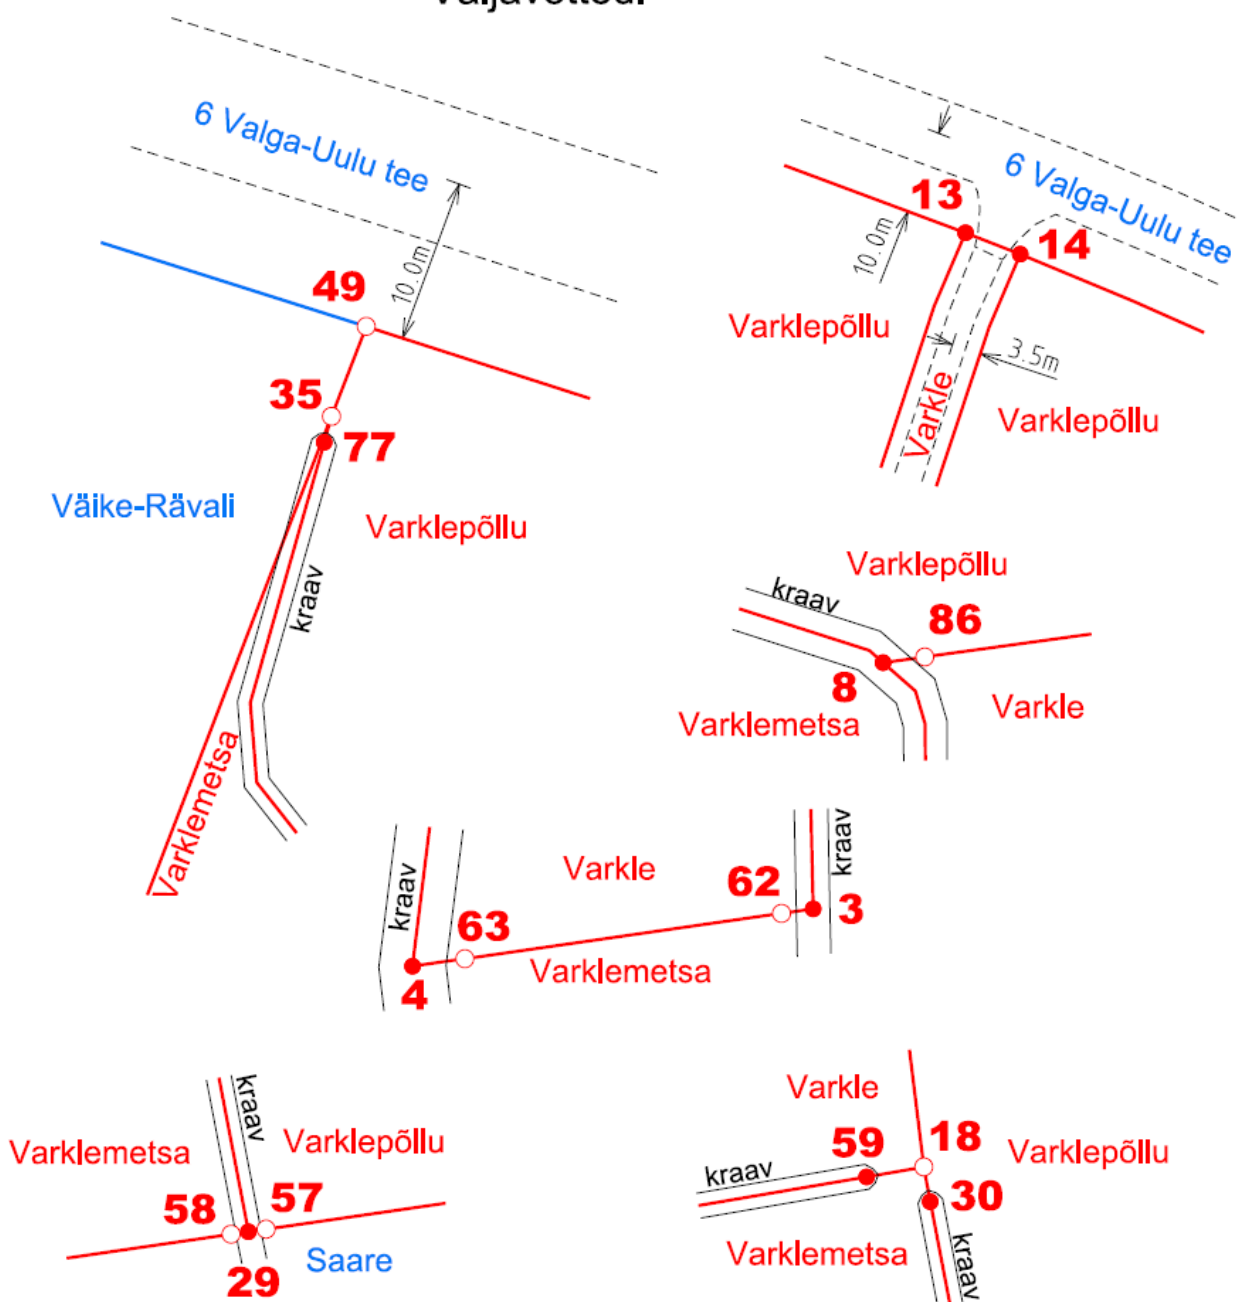 Väljavõtted:
6 Valga-Uulu tee
10.0m
49
35
77
Väike-Rävali
Varklepõllu
kraav
Varklemetsa
6 Valga-Uulu tee
13
14
10.0m
Varklepõllu
3.5m
Varkle
Varklepõllu
Varklepõllu
kraav
86
8
Varklemetsa
Varkle
kraav
Varkle
62
kraav
3
63
4
Varklemetsa
kraav
Varklemetsa
Varklepõllu
58
57
29
Saare
Varkle
59
18
Varklepõllu
kraav
30
Varklemetsa
kraav